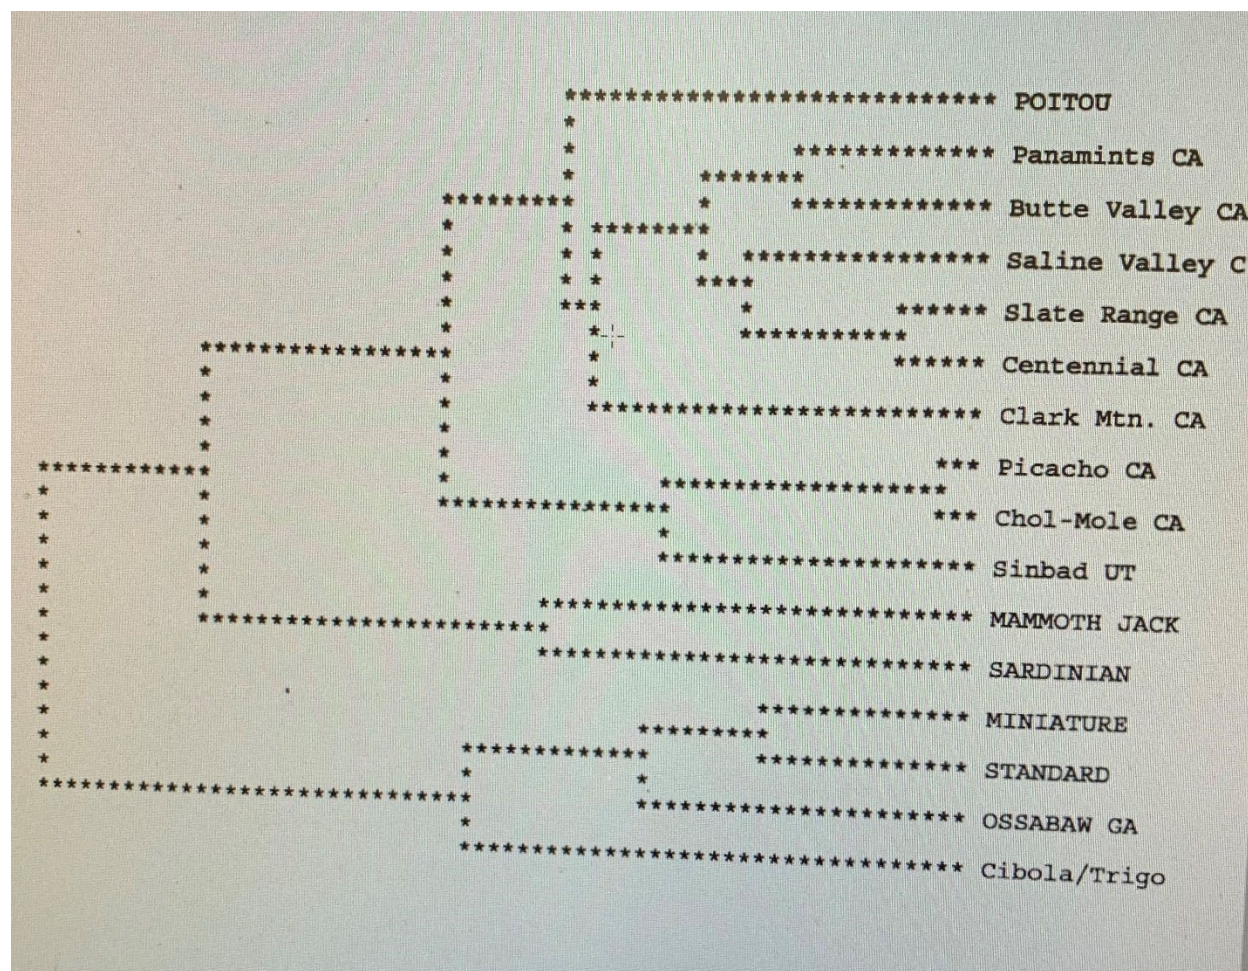 POITOU
Panamints CA
Butte Valley CA
Saline Valley C
Slate Range CA
Centennial CA
Clark Mtn. CA
Picacho CA
Chol-Mole CA
Sinbad UT
MAMMOTH JACK
SARDINIAN
MINIATURE
STANDARD
OSSABAW GA
Cibola/Trigo